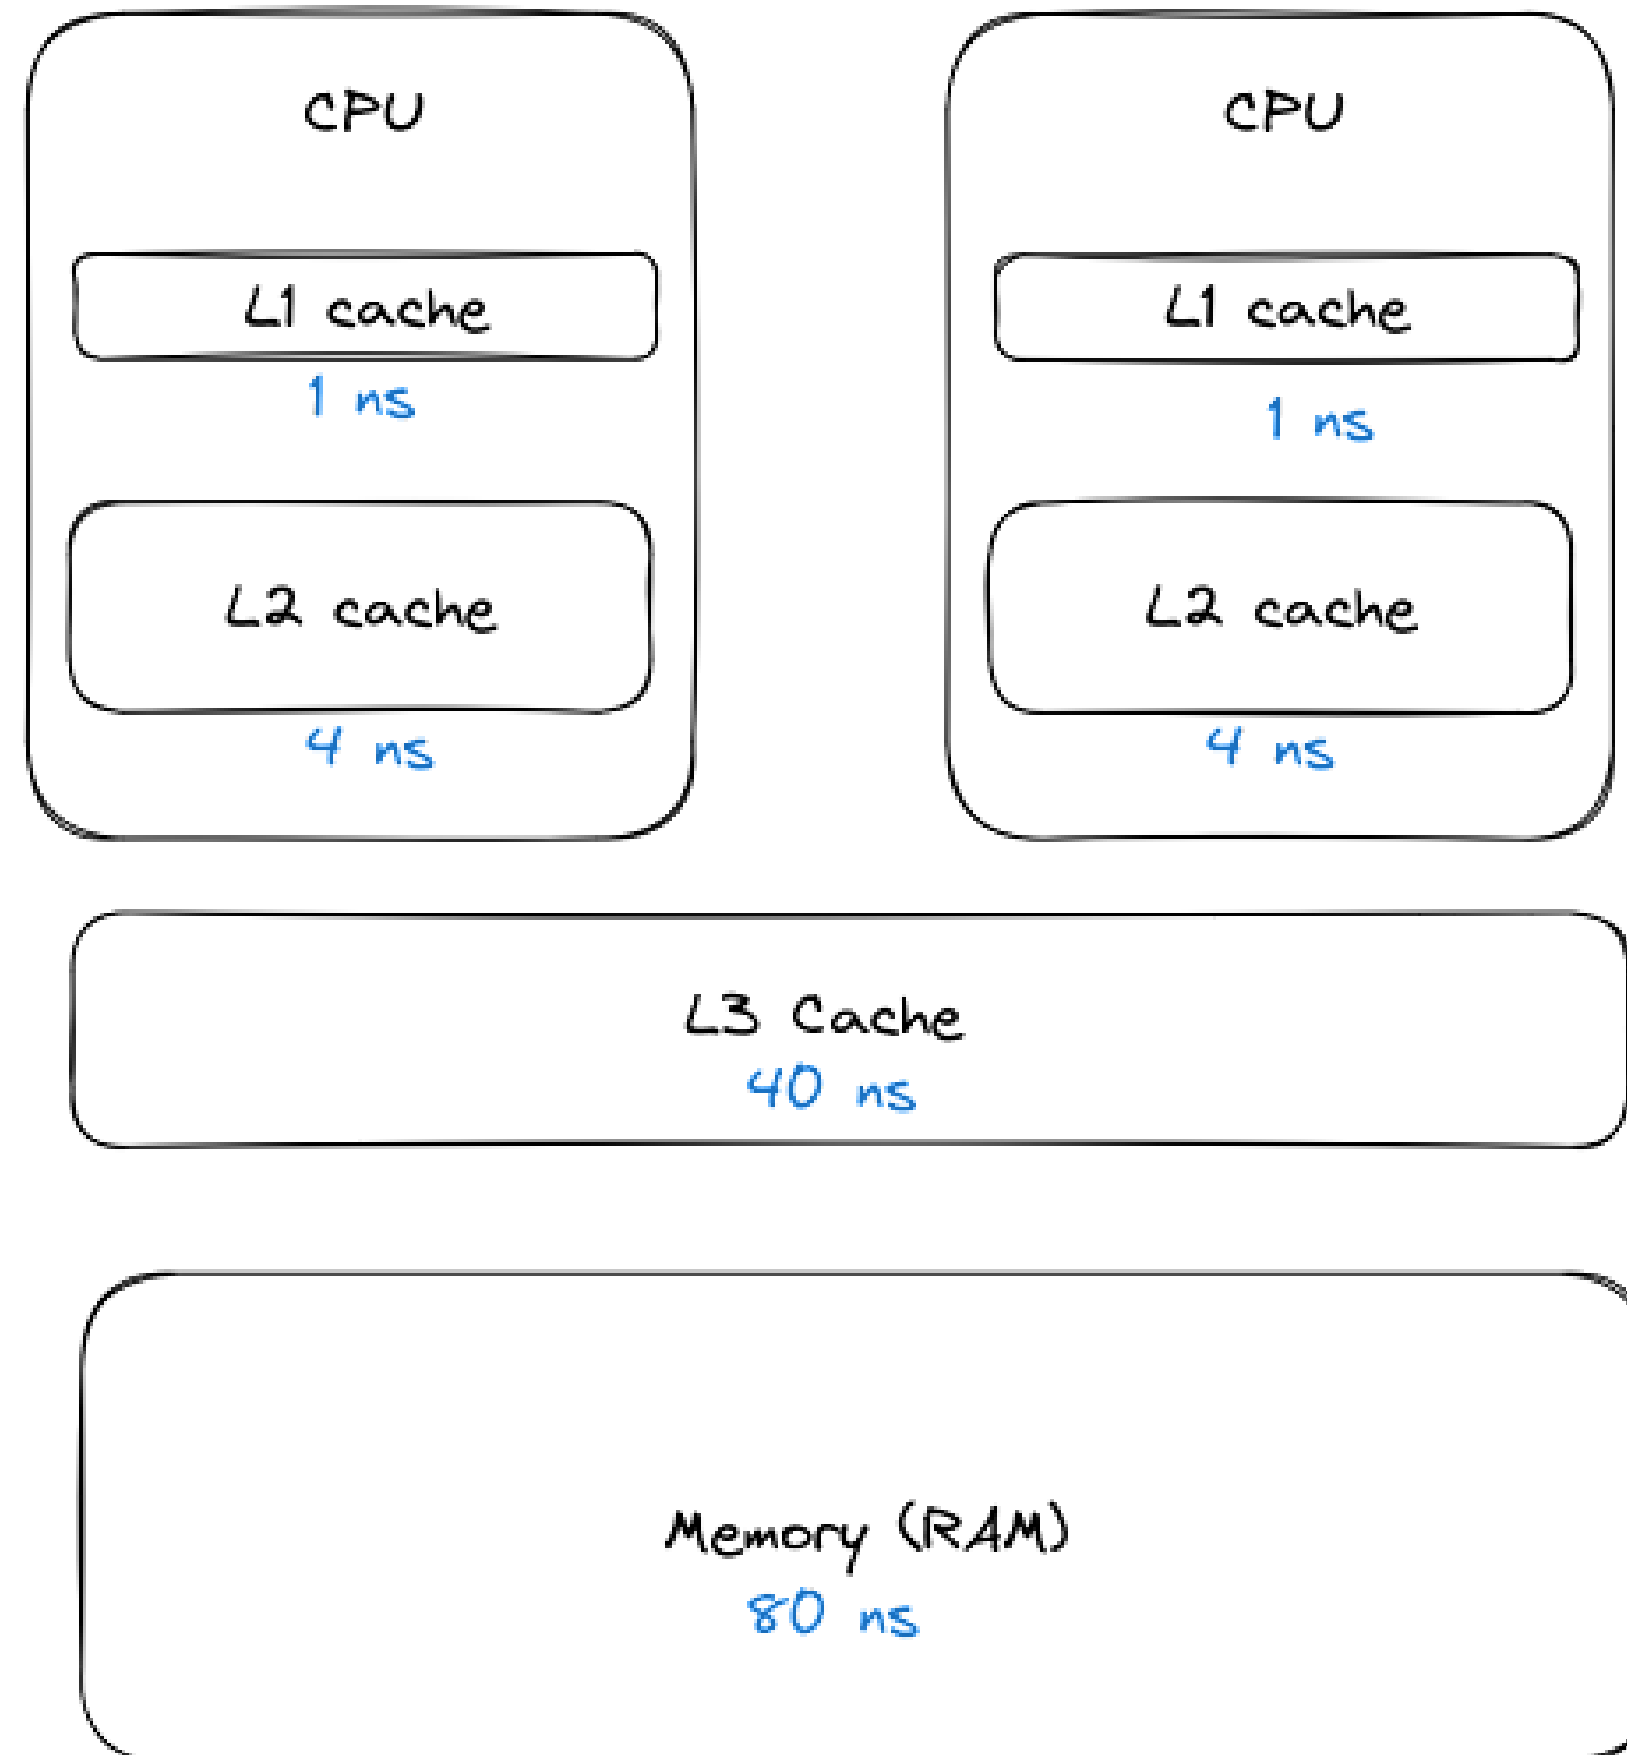 CPU
L1 cache
1 ns
L2 cache
4 ns
CPU
L1 cache
1 ns
L2 cache
4 ns
L3 Cache
40 ns
Memory (RAM)
80 ns